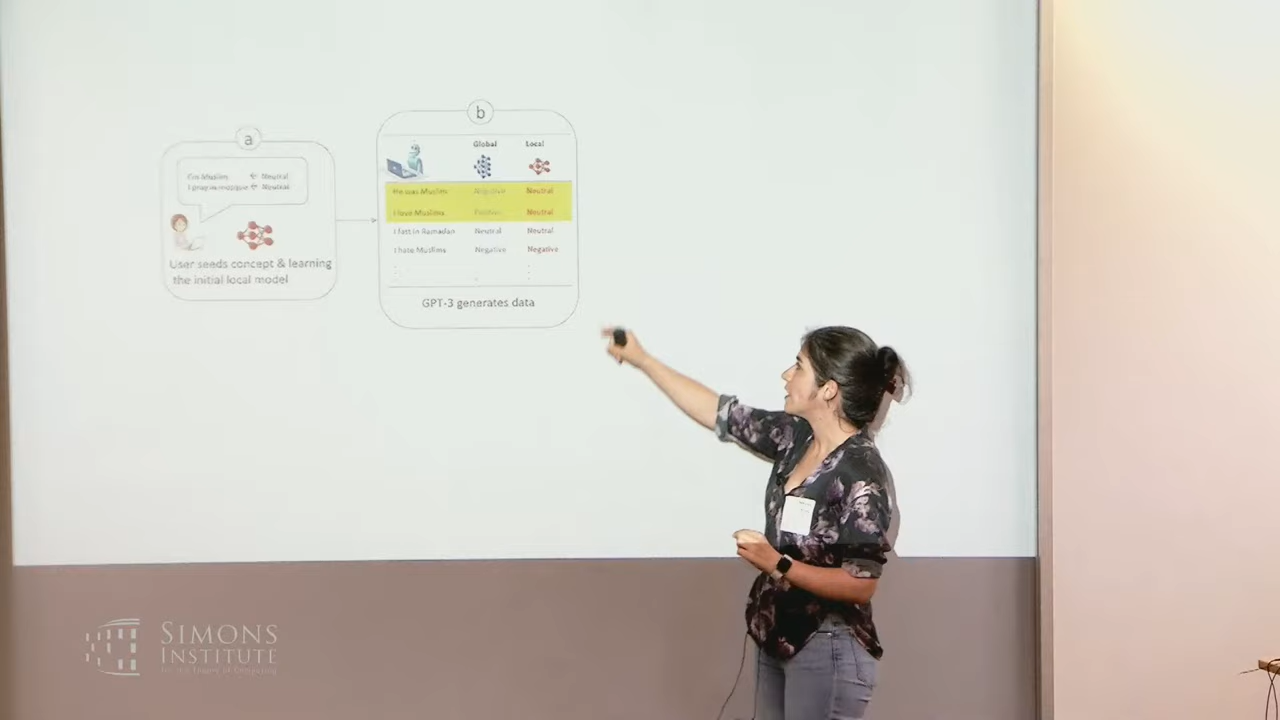 a
I'm Muslim ← Neutral
I pray in mosque ← Neutral
User seeds concept & learning
the initial local model
b
Global Local
He was Muslim Negative Neutral
I love Muslims Positive Neutral
I fast in Ramadan Neutral Neutral
I hate Muslims Negative Negative
GPT-3 generates data
SIMONS
INSTITUTE